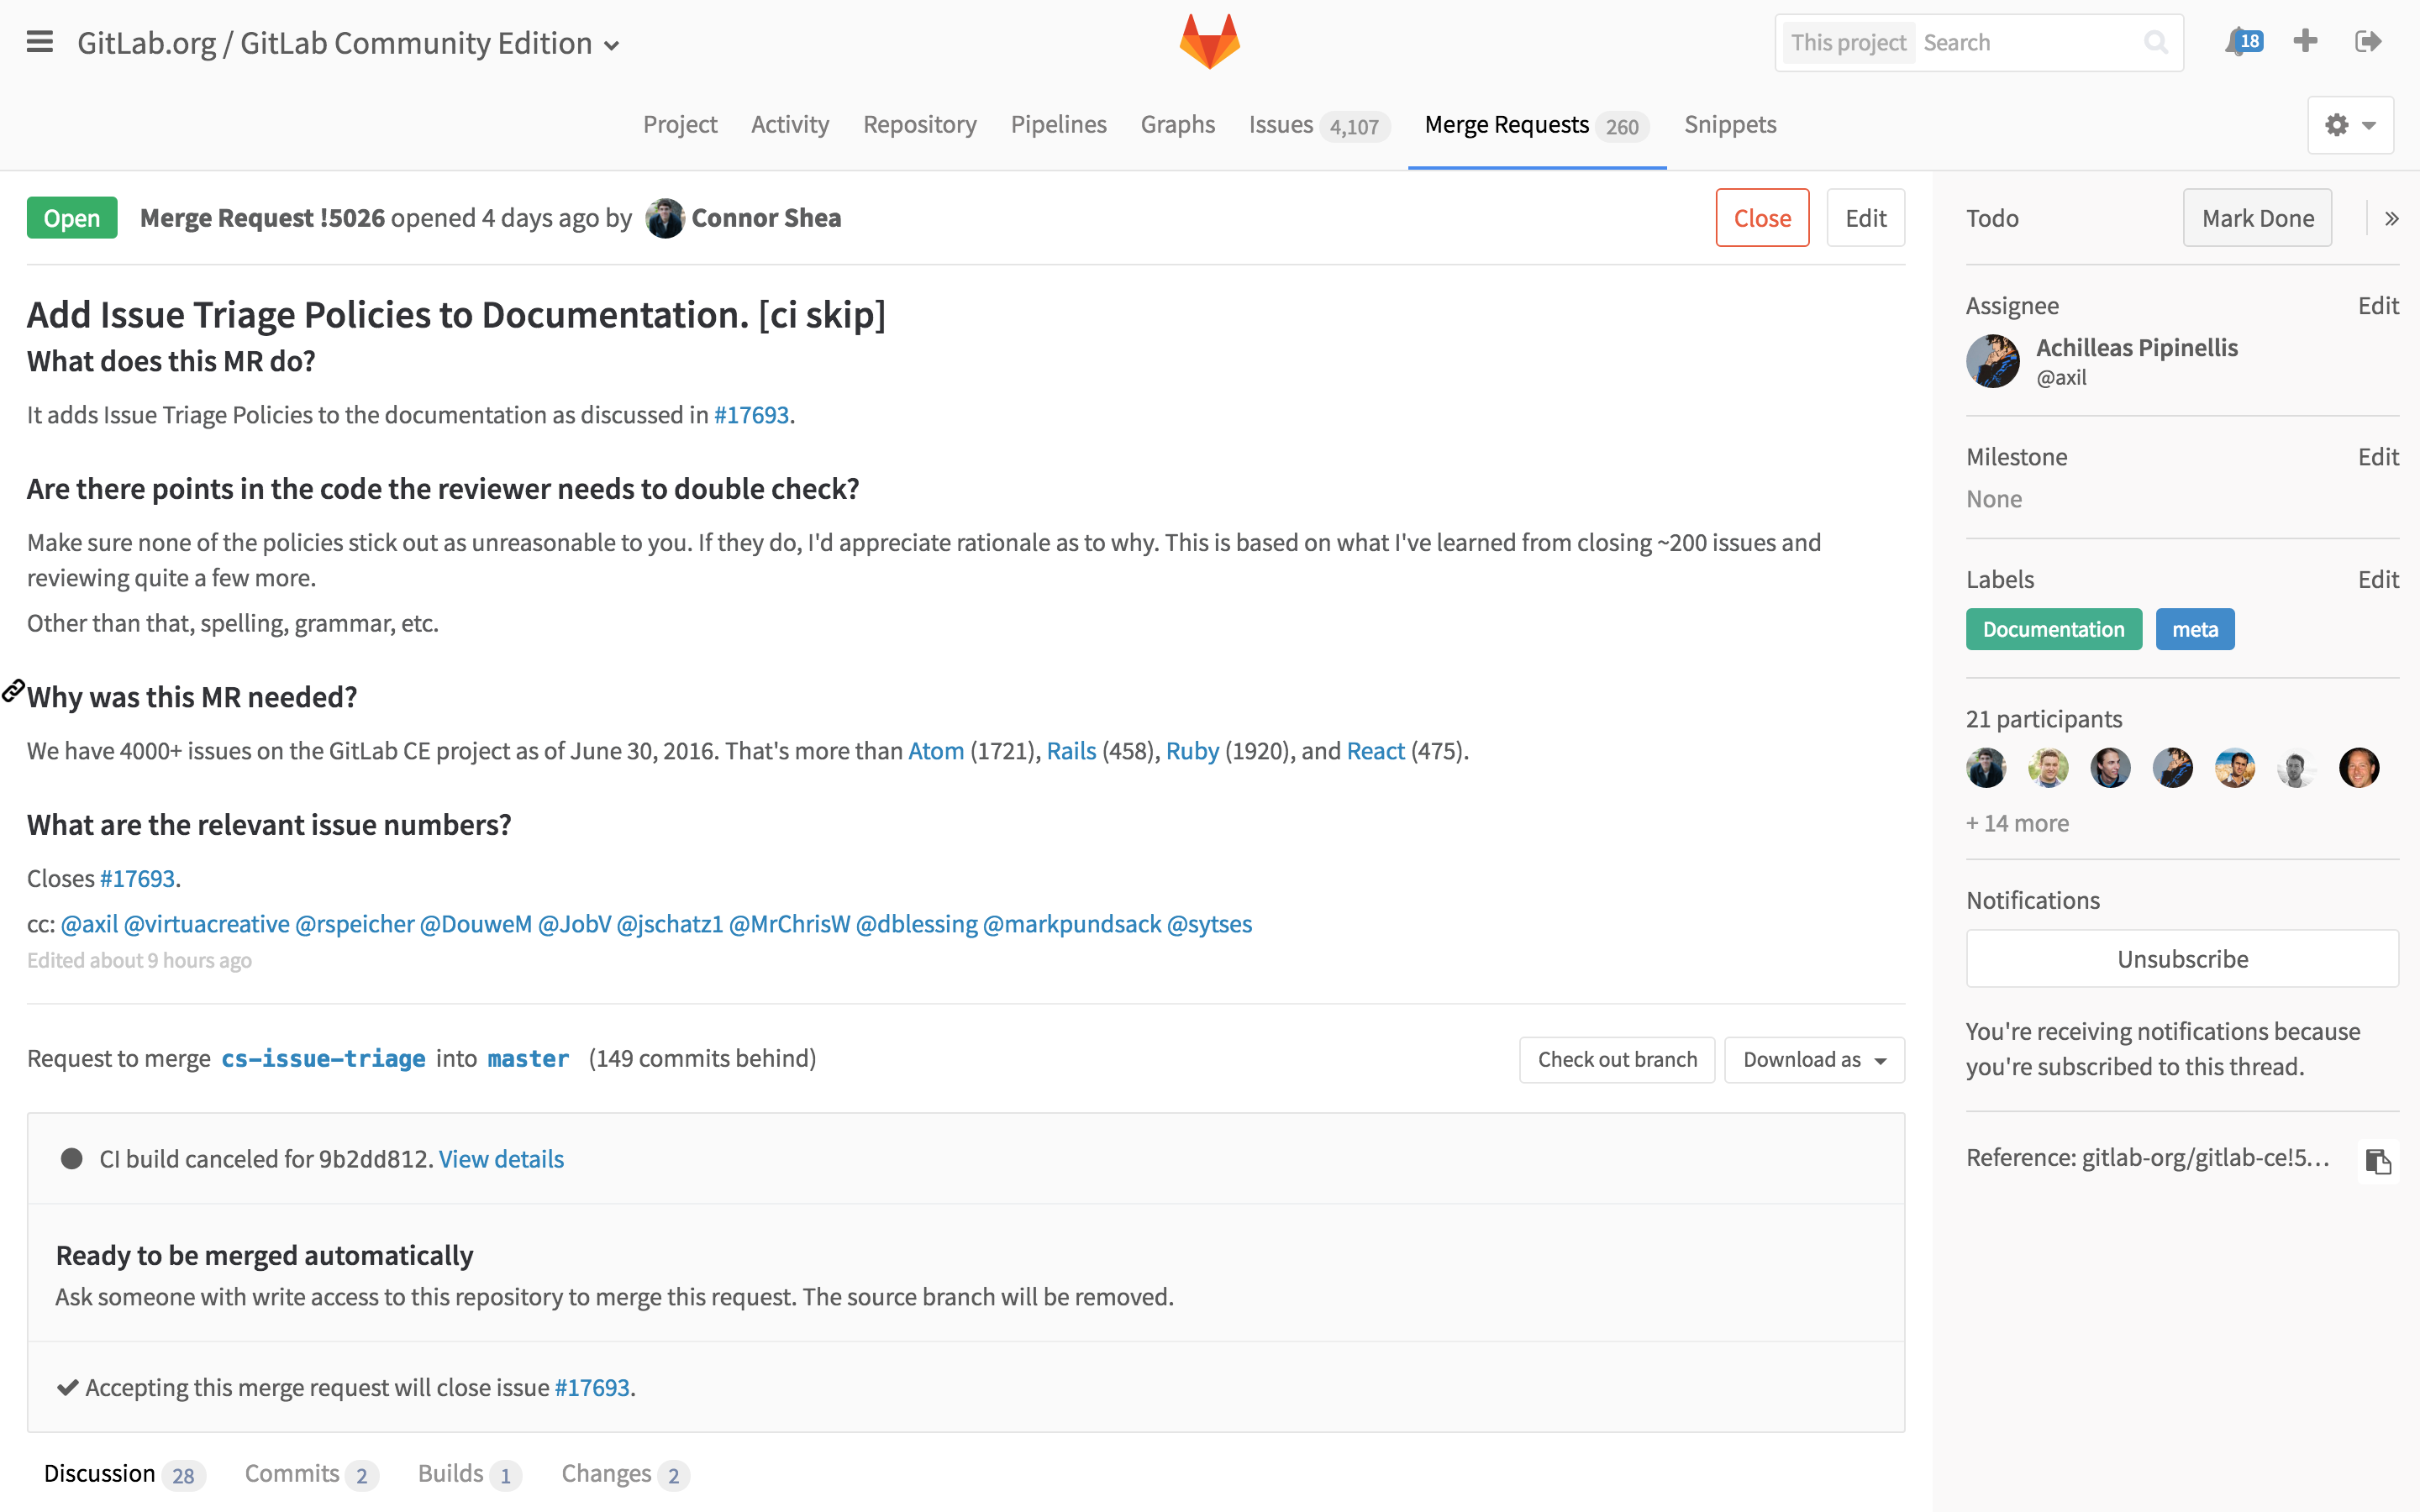 GitLab.org / GitLab Community Edition
This project Search
18
Project Activity Repository Pipelines Graphs Issues 4,107 Merge Requests 260 Snippets
Open Merge Request !5026 opened 4 days ago by Connor Shea
Close Edit
Add Issue Triage Policies to Documentation. [ci skip]
What does this MR do?
It adds Issue Triage Policies to the documentation as discussed in #17693.
Are there points in the code the reviewer needs to double check?
Make sure none of the policies stick out as unreasonable to you. If they do, I'd appreciate rationale as to why. This is based on what I've learned from closing ~200 issues and
reviewing quite a few more.
Other than that, spelling, grammar, etc.
Why was this MR needed?
We have 4000+ issues on the GitLab CE project as of June 30, 2016. That's more than Atom (1721), Rails (458), Ruby (1920), and React (475).
What are the relevant issue numbers?
Closes #17693.
cc: @axil @virtuacreative @rspeicher @DouweM @JobV @jschatz1 @MrChrisW @dblessing @markpundsack @sytses
Edited about 9 hours ago
Request to merge cs-issue-triage into master (149 commits behind)
Check out branch Download as
CI build canceled for 9b2dd812. View details
Ready to be merged automatically
Ask someone with write access to this repository to merge this request. The source branch will be removed.
Accepting this merge request will close issue #17693.
Discussion 28 Commits 2 Builds 1 Changes 2
Todo Mark Done »
Assignee Edit
Achilleas Pipinellis
@axil
Milestone Edit
None
Labels Edit
Documentation meta
21 participants
+ 14 more
Notifications
Unsubscribe
You're receiving notifications because
you're subscribed to this thread.
Reference: gitlab-org/gitlab-ce!5…